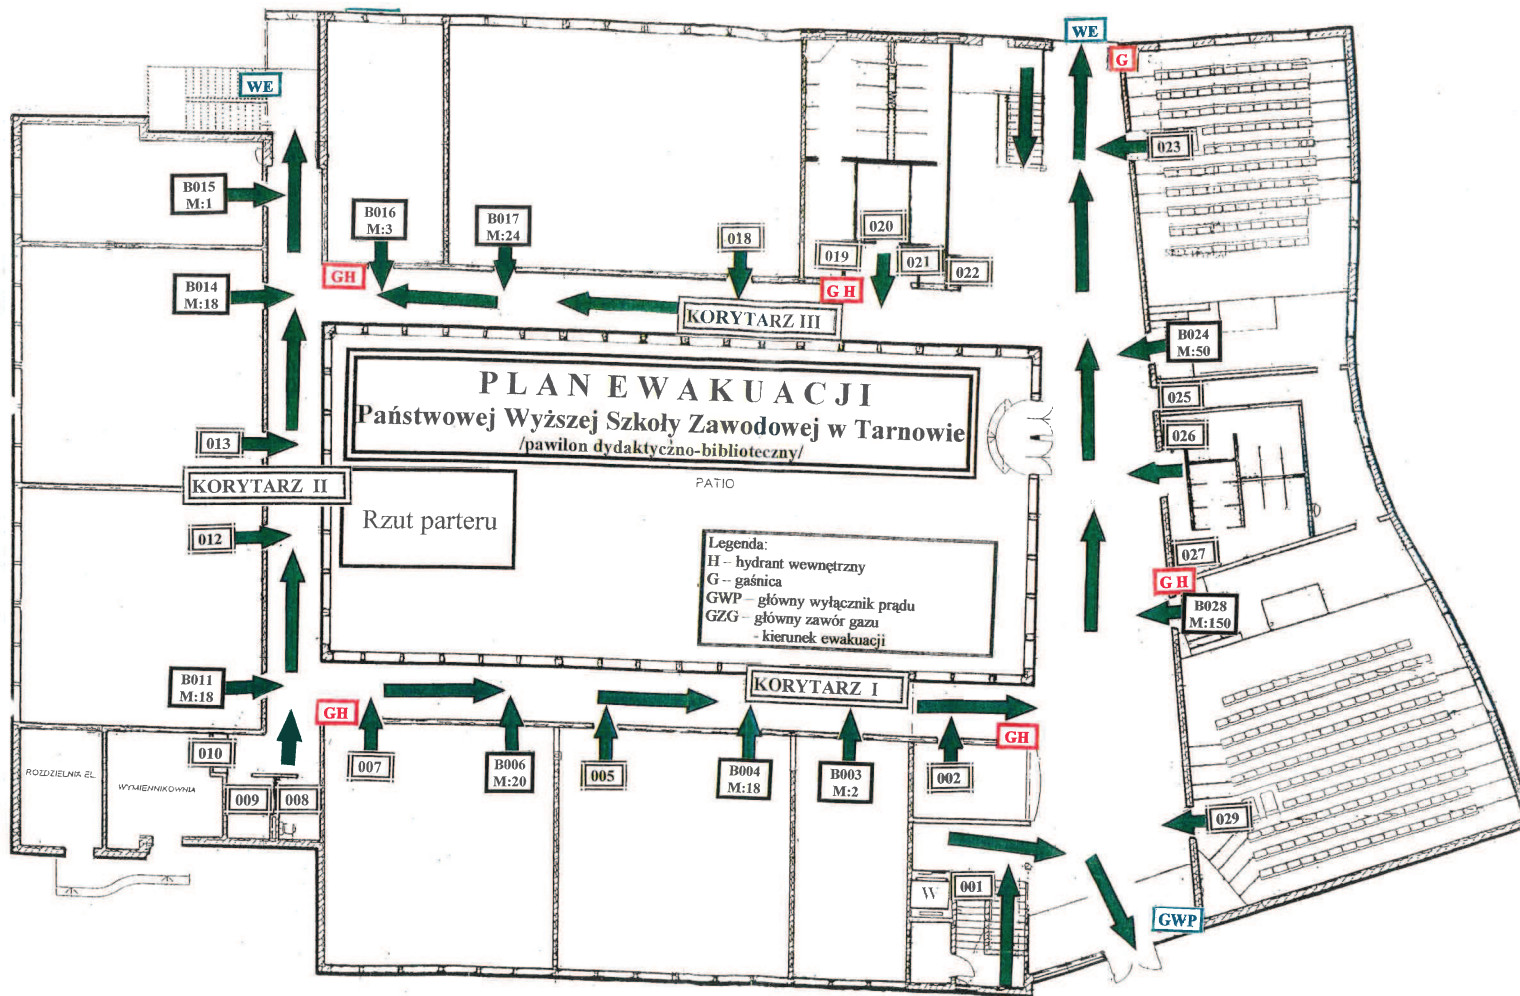 WE
WE
G
023
B015
M:1
B016
M:3
B017
M:24
018
020
019
021
022
GH
G H
B014
M:18
KORYTARZ III
B024
M:50
PLAN EWAKUACJI
Państwowej Wyższej Szkoły Zawodowej w Tarnowie
/pawilon dydaktyczno-biblioteczny/
PATIO
025
026
013
KORYTARZ II
Rzut parteru
012
Legenda:
H – hydrant wewnętrzny
G – gaśnica
GWP – główny wyłącznik prądu
GZG – główny zawór gazu
- kierunek ewakuacji
027
G H
B028
M:150
B011
M:18
KORYTARZ I
GH
GH
010
007
B006
M:20
005
B004
M:18
B003
M:2
002
ROZDZIELNIA EL.
WYMIENNIKOWNIA
009
008
029
W
001
GWP